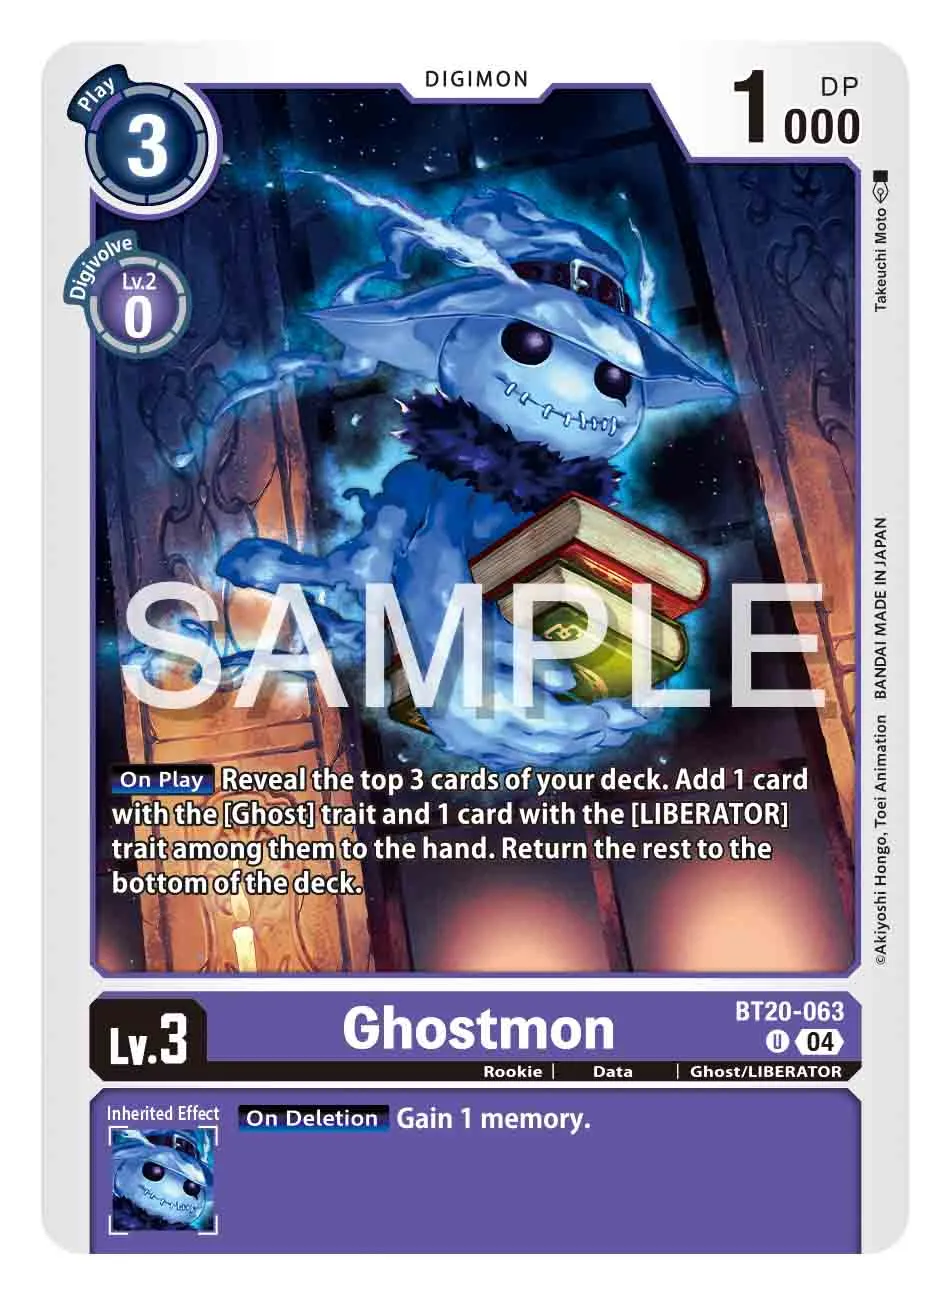 DIGIMON
Play
3
1000
DP
Digivolve
Lv.2
0
Takeuchi Moto
SAMPLE
On Play Reveal the top 3 cards of your deck. Add 1 card
with the [Ghost] trait and 1 card with the [LIBERATOR]
trait among them to the hand. Return the rest to the
bottom of the deck.
©Akiyoshi Hongo, Toei Animation BANDAI MADE IN JAPAN
Lv.3
Ghostmon
BT20-063
U 04
Rookie | Data | Ghost/LIBERATOR
Inherited Effect
On Deletion Gain 1 memory.